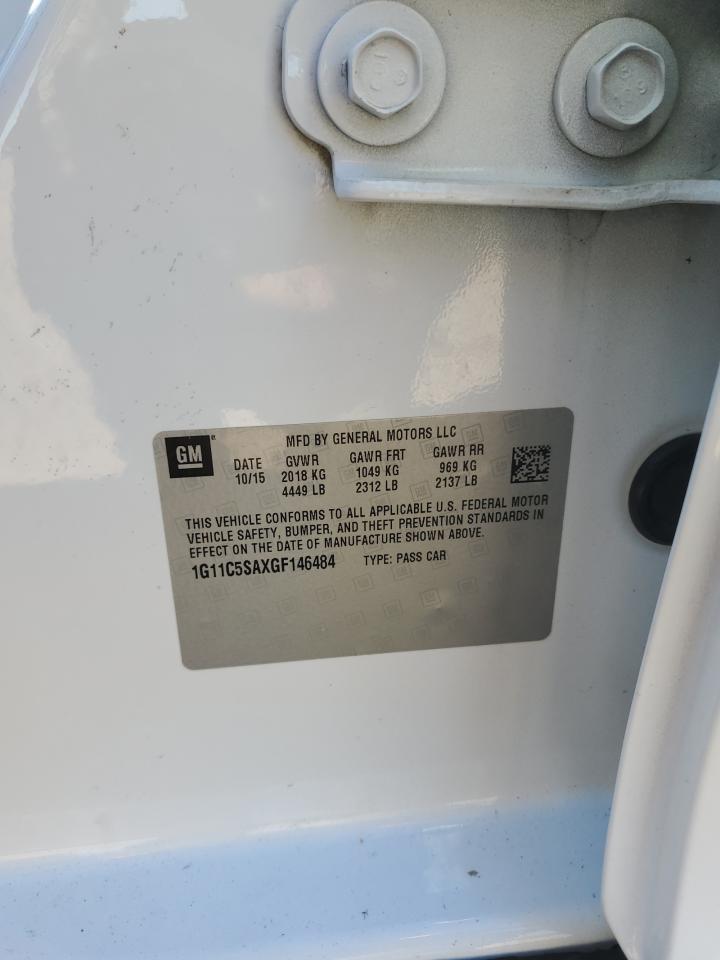 GM
MFD BY GENERAL MOTORS LLC
DATE GVWR GAWR FRT GAWR RR
10/15 2018 KG 1049 KG 969 KG
4449 LB 2312 LB 2137 LB
THIS VEHICLE CONFORMS TO ALL APPLICABLE U.S. FEDERAL MOTOR
VEHICLE SAFETY, BUMPER, AND THEFT PREVENTION STANDARDS IN
EFFECT ON THE DATE OF MANUFACTURE SHOWN ABOVE.
1G11C5SAXGF146484 TYPE: PASS CAR